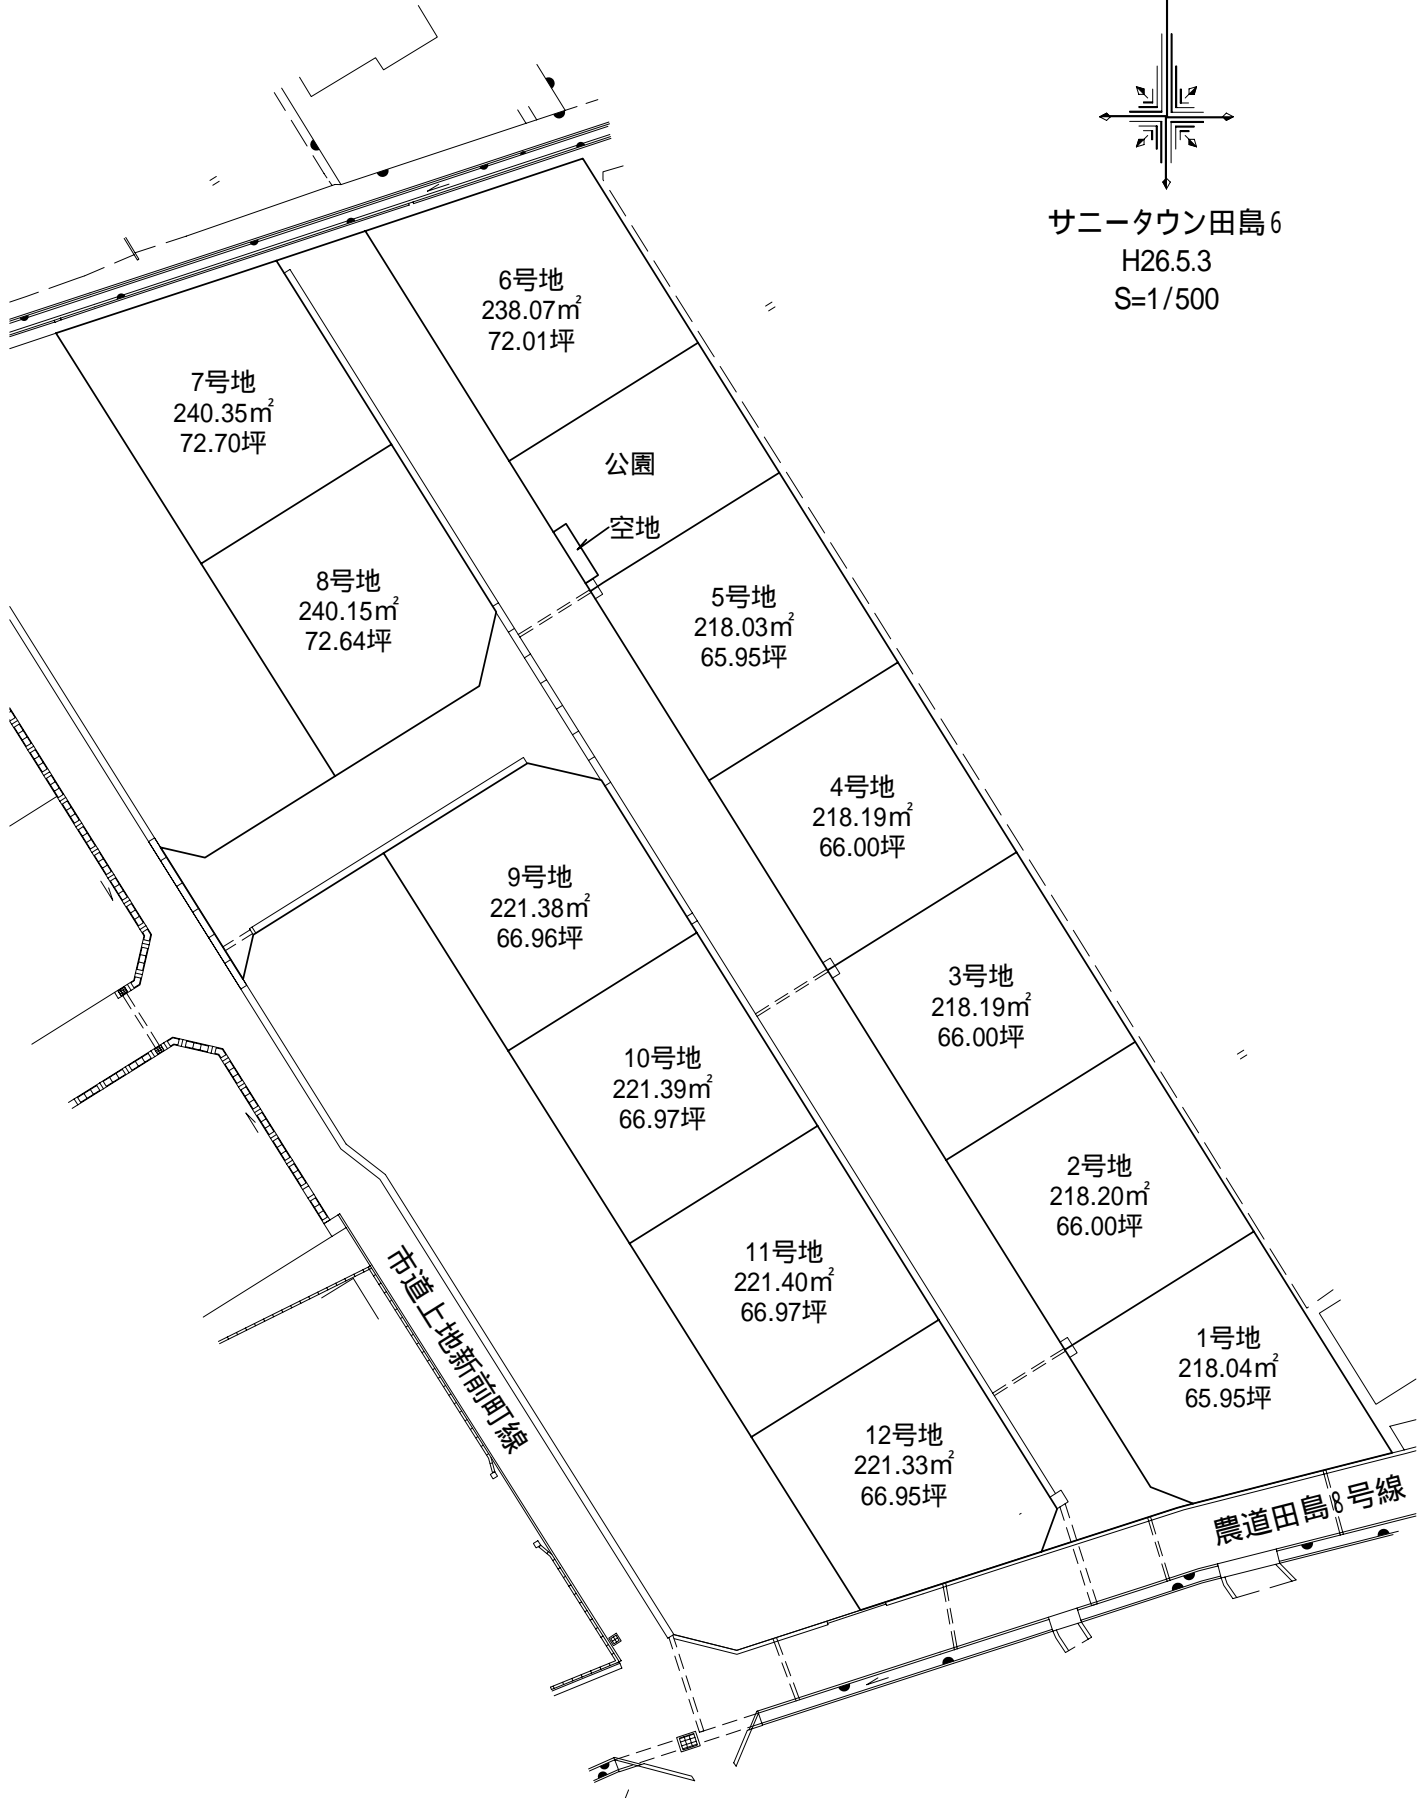 サニータウン田島6
H26.5.3
S=1/500
6号地
238.07㎡
72.01坪
7号地
240.35㎡
72.70坪
公園
空地
8号地
240.15㎡
72.64坪
5号地
218.03㎡
65.95坪
4号地
218.19㎡
66.00坪
9号地
221.38㎡
66.96坪
3号地
218.19㎡
66.00坪
10号地
221.39㎡
66.97坪
2号地
218.20㎡
66.00坪
11号地
221.40㎡
66.97坪
市道上地新前町線
1号地
218.04㎡
65.95坪
12号地
221.33㎡
66.95坪
農道田島8号線